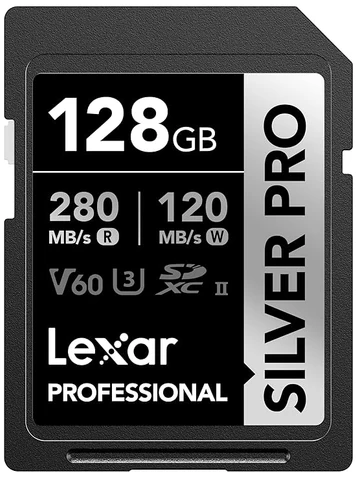 128GB
280 MB/s R
120 MB/s W
V60 U3 SDXC II
Lexar
PROFESSIONAL
SILVER PRO